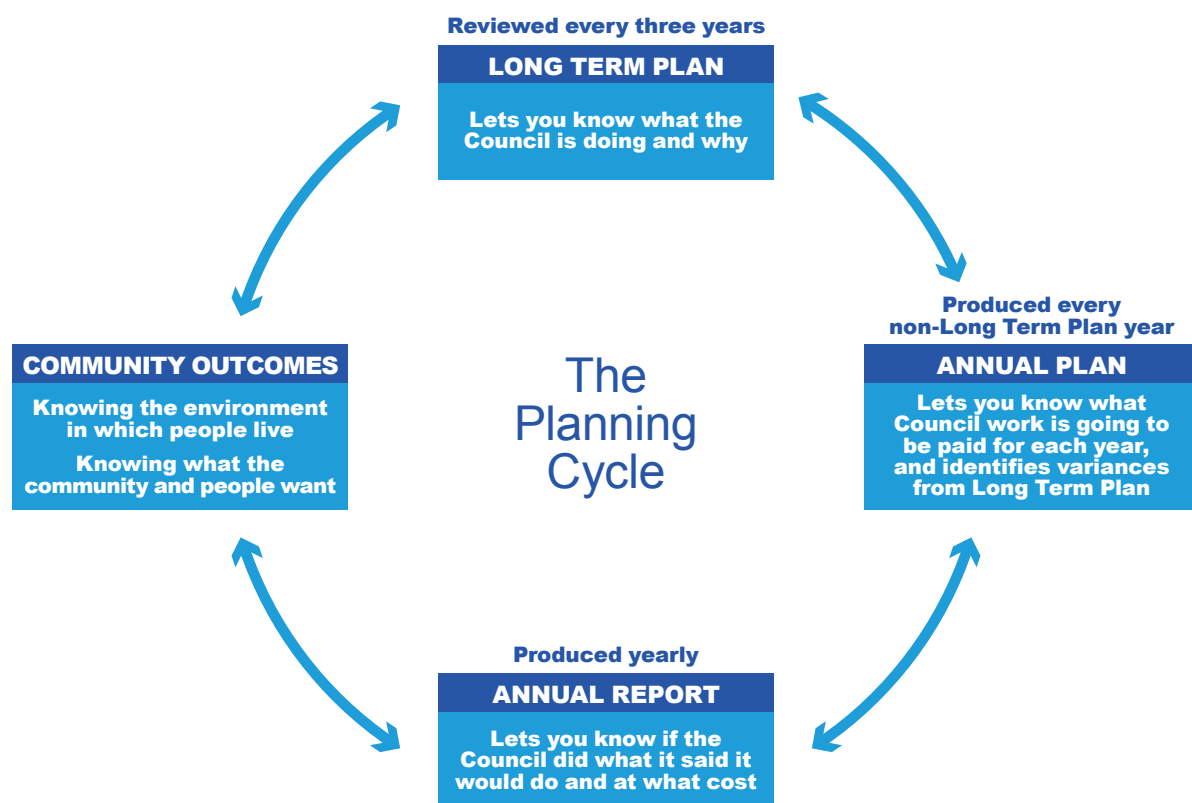 Reviewed every three years
LONG TERM PLAN
Lets you know what the
Council is doing and why
Produced every
non-Long Term Plan year
ANNUAL PLAN
Lets you know what
Council work is going to
be paid for each year,
and identifies variances
from Long Term Plan
COMMUNITY OUTCOMES
Knowing the environment
in which people live
Knowing what the
community and people want
The
Planning
Cycle
Produced yearly
ANNUAL REPORT
Lets you know if the
Council did what it said it
would do and at what cost